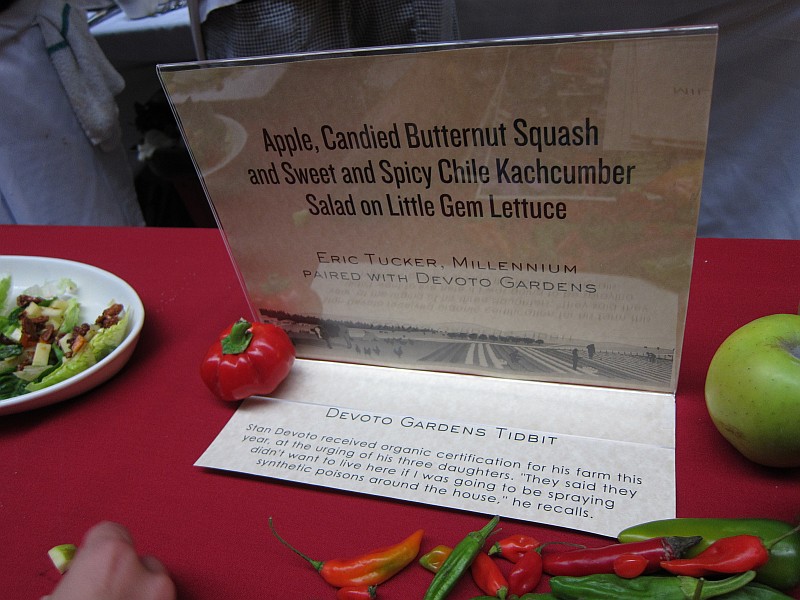 Apple, Candied Butternut Squash
and Sweet and Spicy Chile Kachcumber
Salad on Little Gem Lettuce
Eric Tucker, Millennium
paired with Devoto Gardens
Devoto Gardens Tidbit
Stan Devoto received organic certification for his farm this
year, at the urging of his three daughters. "They said they
didn't want to live here if I was going to be spraying
synthetic poisons around the house," he recalls.